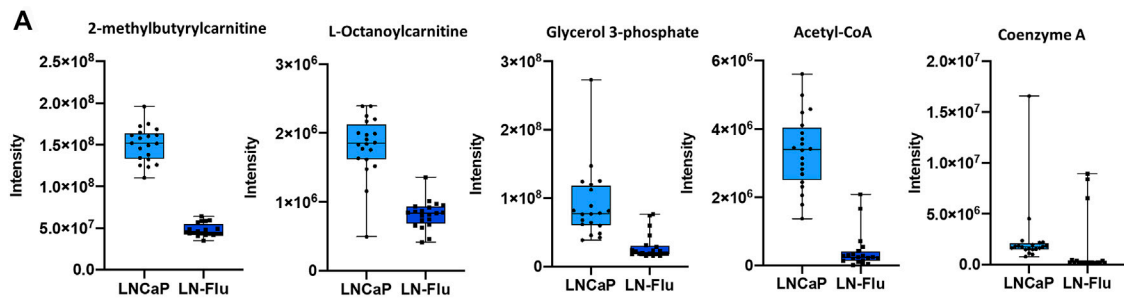 A
2-methylbutyrylcarnitine
2.5×10⁸
2.0×10⁸
1.5×10⁸
1.0×10⁸
5.0×10⁷
0.0
Intensity
LNCaP LN-Flu
L-Octanoylcarnitine
3×10⁶
2×10⁶
1×10⁶
0
Intensity
LNCaP LN-Flu
Glycerol 3-phosphate
3×10⁸
2×10⁸
1×10⁸
0
Intensity
LNCaP LN-Flu
Acetyl-CoA
6×10⁶
4×10⁶
2×10⁶
0
Intensity
LNCaP LN-Flu
Coenzyme A
2.0×10⁷
1.5×10⁷
1.0×10⁷
5.0×10⁶
0.0
Intensity
LNCaP LN-Flu